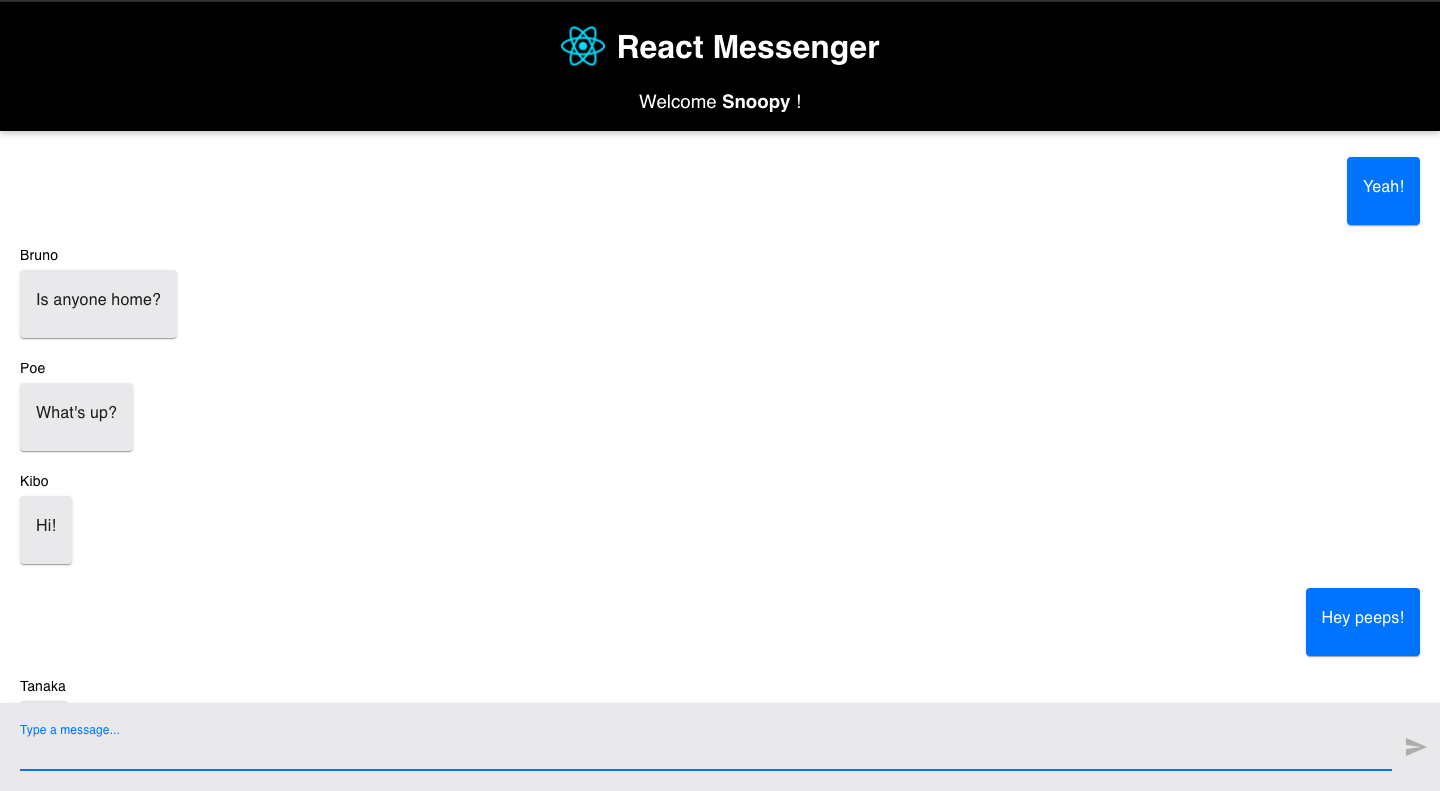 React Messenger
Welcome Snoopy !
Yeah!
Bruno
Is anyone home?
Poe
What's up?
Kibo
Hi!
Hey peeps!
Tanaka
Type a message...